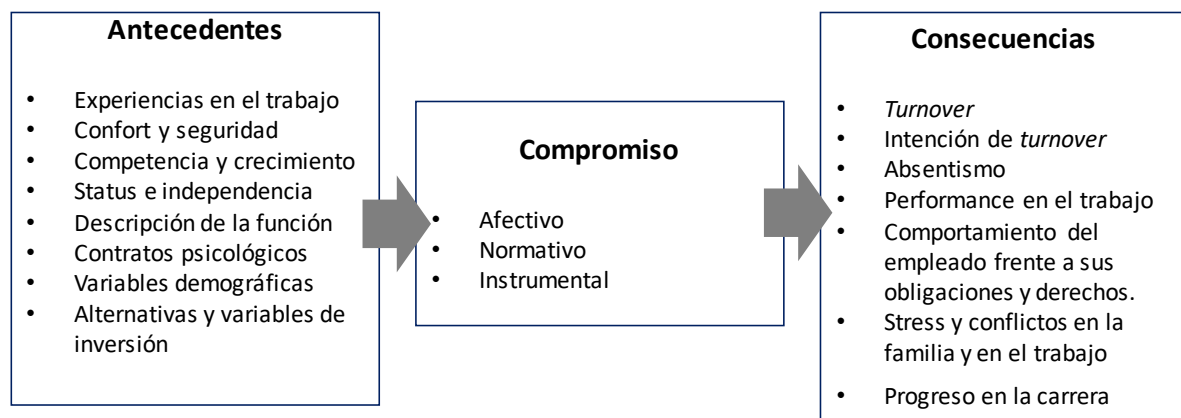 Antecedentes
• Experiencias en el trabajo
• Confort y seguridad
• Competencia y crecimiento
• Status e independencia
• Descripción de la función
• Contratos psicológicos
• Variables demográficas
• Alternativas y variables de
inversión
Compromiso
• Afectivo
• Normativo
• Instrumental
Consecuencias
• Turnover
• Intención de turnover
• Absentismo
• Performance en el trabajo
• Comportamiento del
empleado frente a sus
obligaciones y derechos.
• Stress y conflictos en la
familia y en el trabajo
• Progreso en la carrera